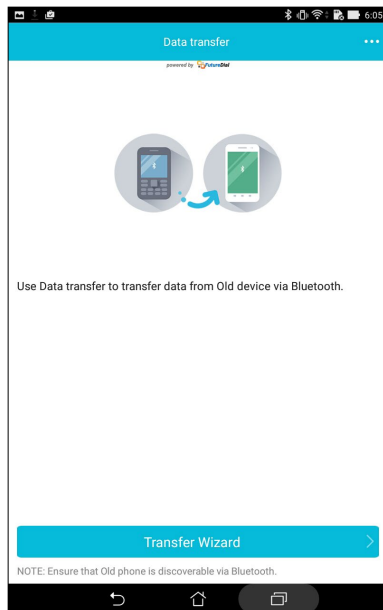 6:05
Data transfer
powered by FutureDial
Use Data transfer to transfer data from Old device via Bluetooth.
Transfer Wizard
NOTE: Ensure that Old phone is discoverable via Bluetooth.